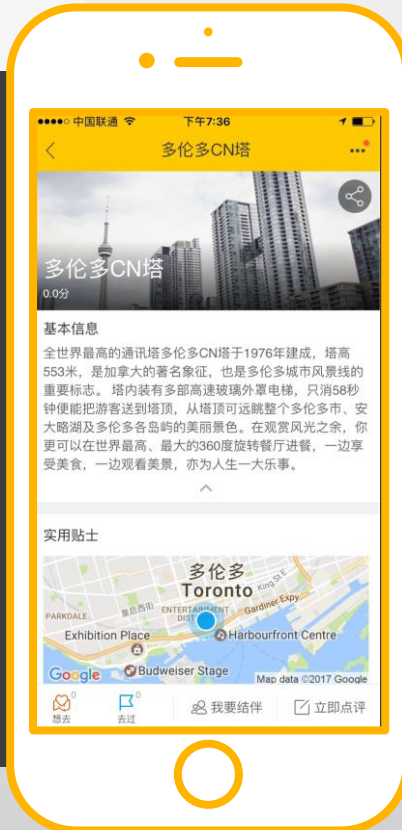 中国联通 下午7:36
多伦多CN塔
多伦多CN塔
0.0分
基本信息
全世界最高的通讯塔多伦多CN塔于1976年建成，塔高
553米，是加拿大的著名象征，也是多伦多城市风景线的
重要标志。 塔内装有多部高速玻璃外罩电梯，只消58秒
钟便能把游客送到塔顶，从塔顶可远眺整个多伦多市、安
大略湖及多伦多各岛屿的美丽景色。在观赏风光之余，你
更可以在世界最高、最大的360度旋转餐厅进餐，一边享
受美食，一边观看美景，亦为人生一大乐事。
实用贴士
多伦多
Toronto
King St E
Gardiner Expy
皇后西街
PARKDALE
ENTERTAINMENT
Exhibition Place
Harbourfront Centre
Budweiser Stage
Google
Map data ©2017 Google
0 0
想去 去过 我要结伴 立即点评